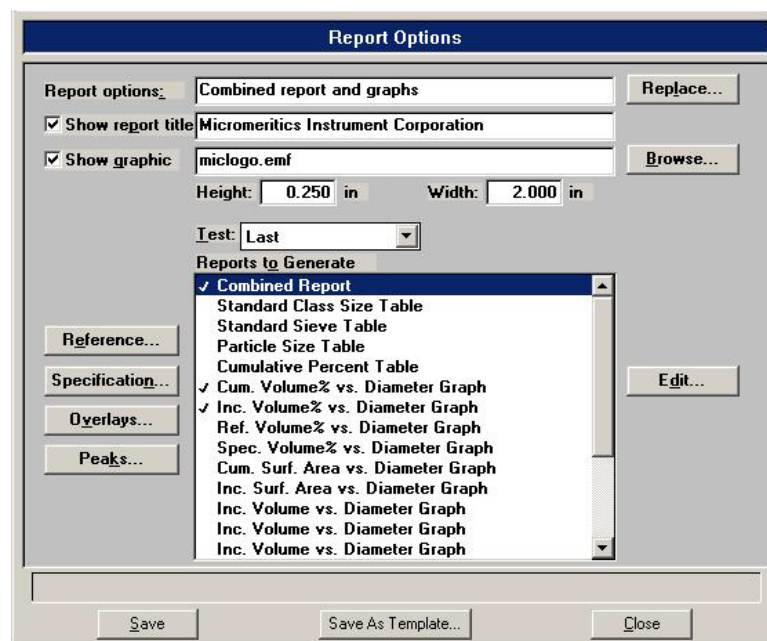 Report Options
Report options: Combined report and graphs Replace...
Show report title Micromeritics Instrument Corporation
Show graphic miclogo.emf Browse...
Height: 0.250 in Width: 2.000 in
Test: Last
Reports to Generate
✓ Combined Report
Standard Class Size Table
Standard Sieve Table
Reference...
Particle Size Table
Cumulative Percent Table
Specification...
✓ Cum. Volume% vs. Diameter Graph
Edit...
✓ Inc. Volume% vs. Diameter Graph
Overlays...
Ref. Volume% vs. Diameter Graph
Spec. Volume% vs. Diameter Graph
Peaks...
Cum. Surf. Area vs. Diameter Graph
Inc. Surf. Area vs. Diameter Graph
Inc. Volume vs. Diameter Graph
Inc. Volume vs. Diameter Graph
Inc. Volume vs. Diameter Graph
Save Save As Template... Close